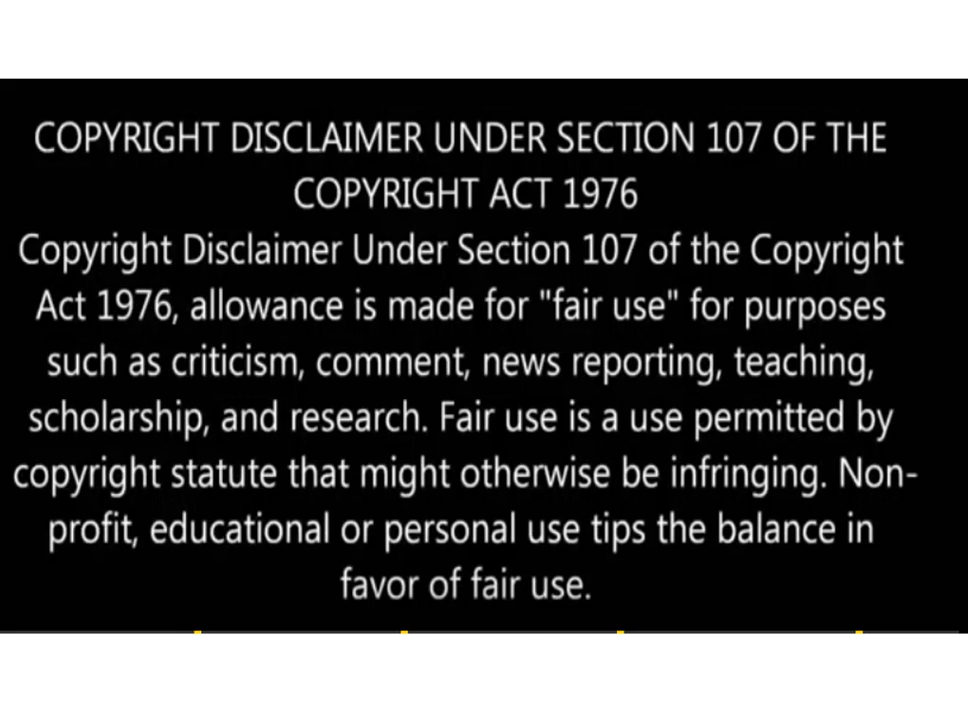 COPYRIGHT DISCLAIMER UNDER SECTION 107 OF THE
COPYRIGHT ACT 1976
Copyright Disclaimer Under Section 107 of the Copyright
Act 1976, allowance is made for "fair use" for purposes
such as criticism, comment, news reporting, teaching,
scholarship, and research. Fair use is a use permitted by
copyright statute that might otherwise be infringing. Non-
profit, educational or personal use tips the balance in
favor of fair use.